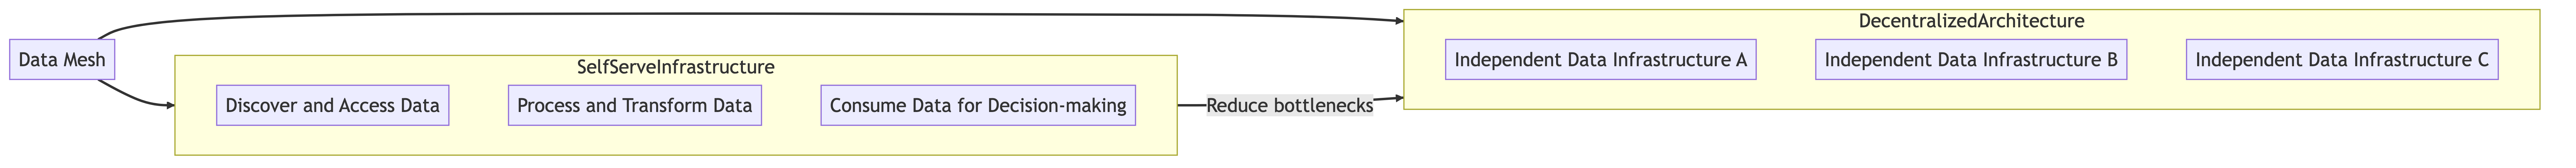 Data Mesh
SelfServeInfrastructure
Discover and Access Data
Process and Transform Data
Consume Data for Decision-making
Reduce bottlenecks
DecentralizedArchitecture
Independent Data Infrastructure A
Independent Data Infrastructure B
Independent Data Infrastructure C